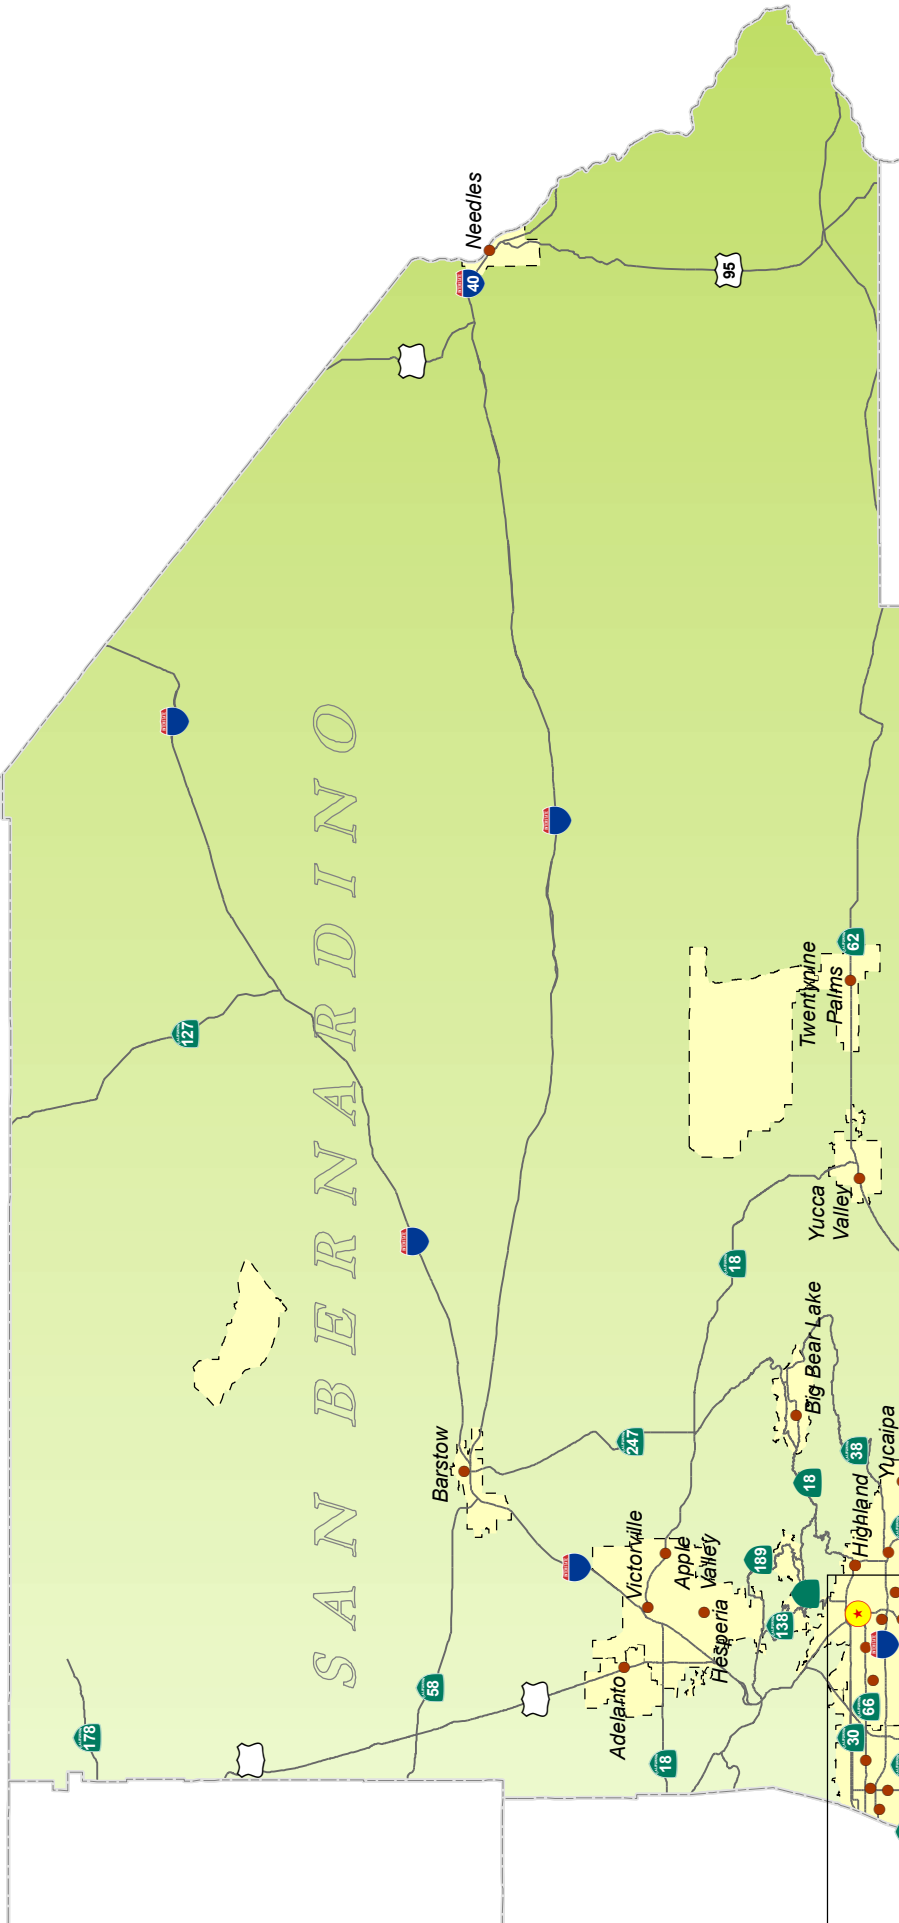 SAN BERNARDINO
178
127
58
Barstow
Needles
40
95
247
Adelanto
Victorville
Apple
Valley
Hesperia
18
18
18
189
138
Big Bear Lake
38
Highland
Yucaipa
30
66
Yucca
Valley
Twentynine
Palms
62